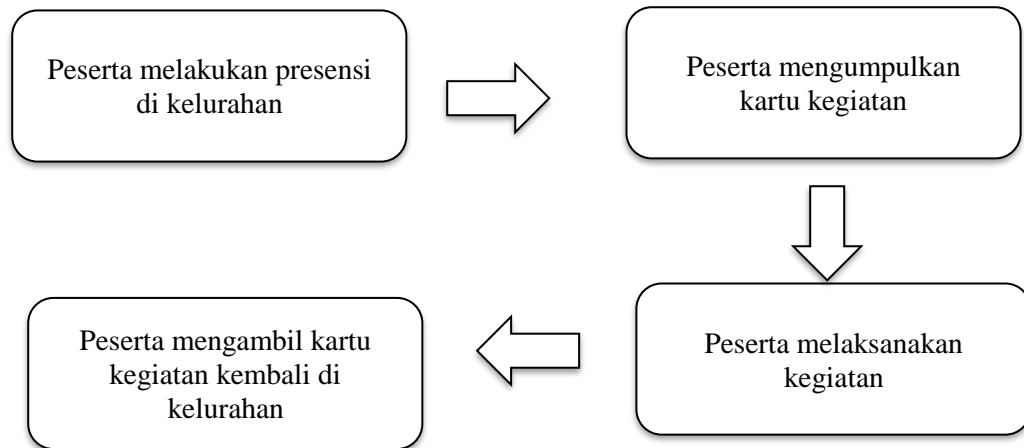 Peserta melakukan presensi
di kelurahan
Peserta mengumpulkan
kartu kegiatan
Peserta melaksanakan
kegiatan
Peserta mengambil kartu
kegiatan kembali di
kelurahan